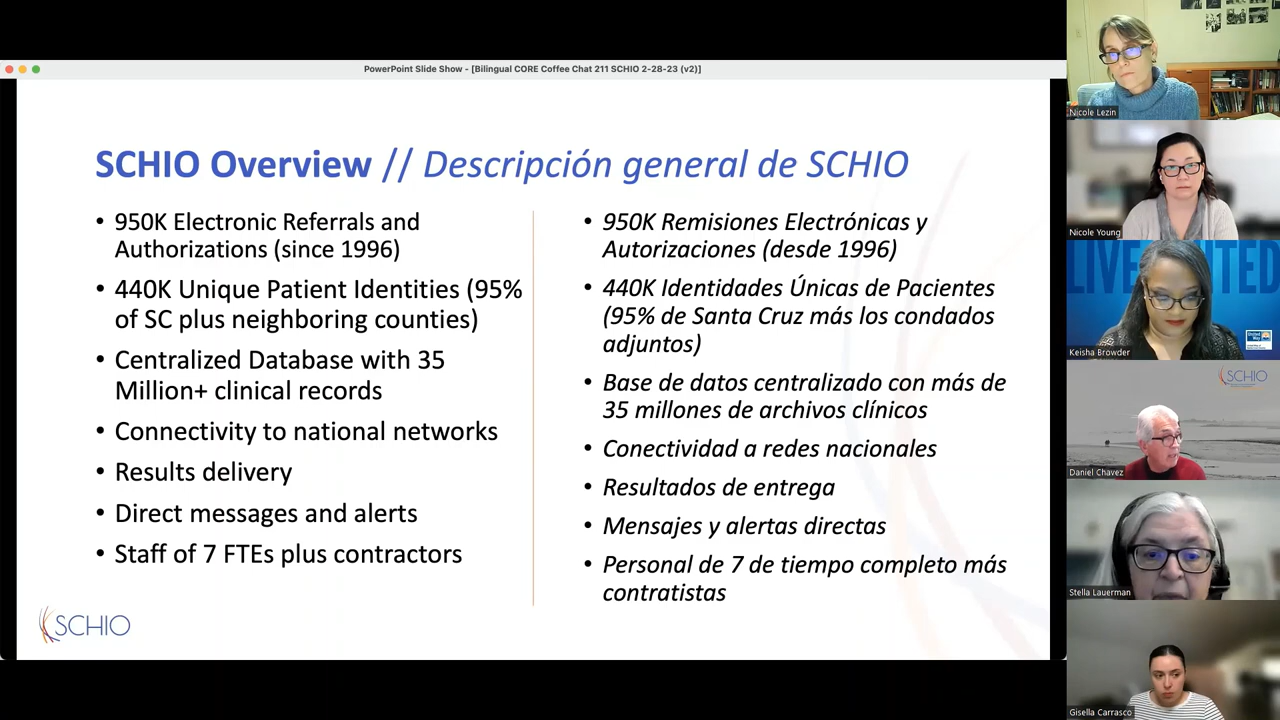 PowerPoint Slide Show - [Bilingual CORE Coffee Chat 211 SCHIO 2-28-23 (v2)]
SCHIO Overview // Descripción general de SCHIO
• 950K Electronic Referrals and
Authorizations (since 1996)
• 440K Unique Patient Identities (95%
of SC plus neighboring counties)
• Centralized Database with 35
Million+ clinical records
• Connectivity to national networks
• Results delivery
• Direct messages and alerts
• Staff of 7 FTEs plus contractors
• 950K Remisiones Electrónicas y
Autorizaciones (desde 1996)
• 440K Identidades Únicas de Pacientes
(95% de Santa Cruz más los condados
adjuntos)
• Base de datos centralizado con más de
35 millones de archivos clínicos
• Conectividad a redes nacionales
• Resultados de entrega
• Mensajes y alertas directas
• Personal de 7 de tiempo completo más
contratistas
SCHIO
Nicole Lezin
Nicole Young
LIVE UNITED
United Way
Keisha Browder
SCHIO
Daniel Chavez
Stella Lauerman
Gisella Carrasco